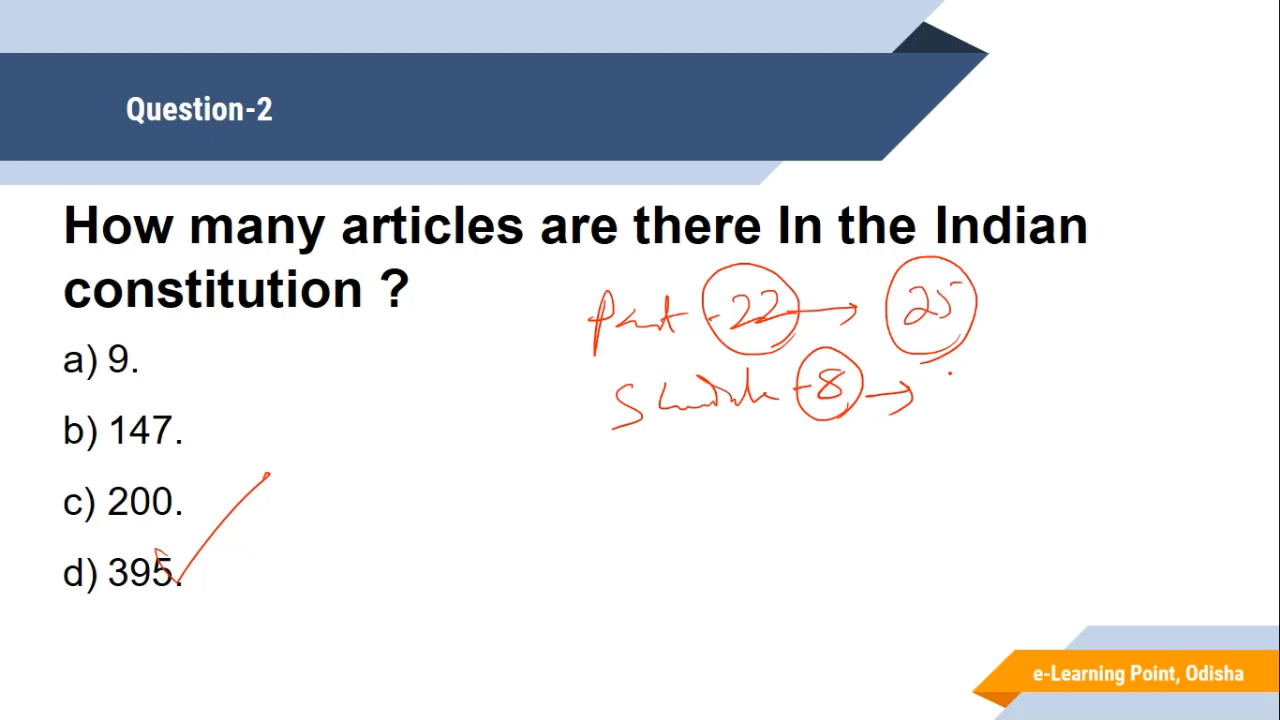 Question-2
How many articles are there In the Indian
constitution ?
Part -22 → 25
a) 9.
-8 →
b) 147.
c) 200.
d) 395.
e-Learning Point, Odisha